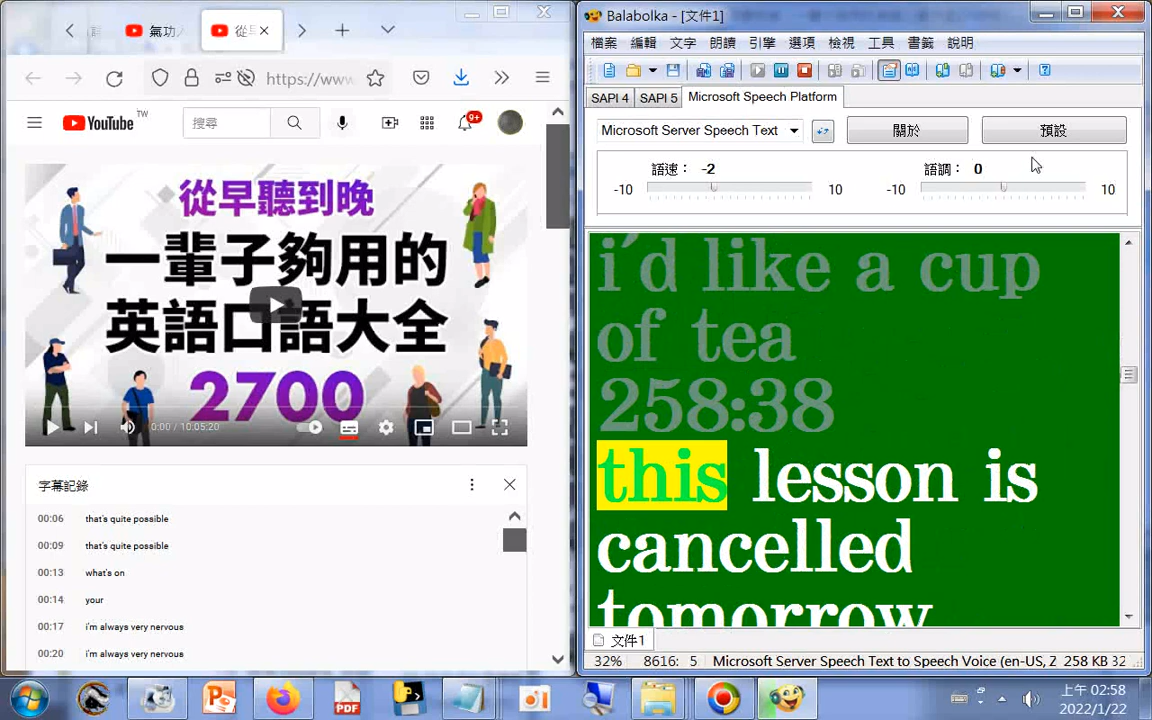 氣功
從
https://www
YouTube TW
搜尋
9+
從早聽到晚
一輩子夠用的
英語口語大全
2700
0:00 / 10:05:20
字幕記錄
00:06 that's quite possible
00:09 that's quite possible
00:13 what's on
00:14 your
00:17 i'm always very nervous
00:20 i'm always very nervous
Balabolka - [文件1]
檔案 編輯 文字 朗讀 引擎 選項 檢視 工具 書籤 說明
SAPI 4 SAPI 5 Microsoft Speech Platform
Microsoft Server Speech Text 關於 預設
語速： -2 語調： 0
-10 10 -10 10
i'd like a cup
of tea
258:38
this lesson is
cancelled
tomorrow
文件1
32% 8616: 5 Microsoft Server Speech Text to Speech Voice (en-US, Z 258 KB 32
PDF
上午 02:58
2022/1/22